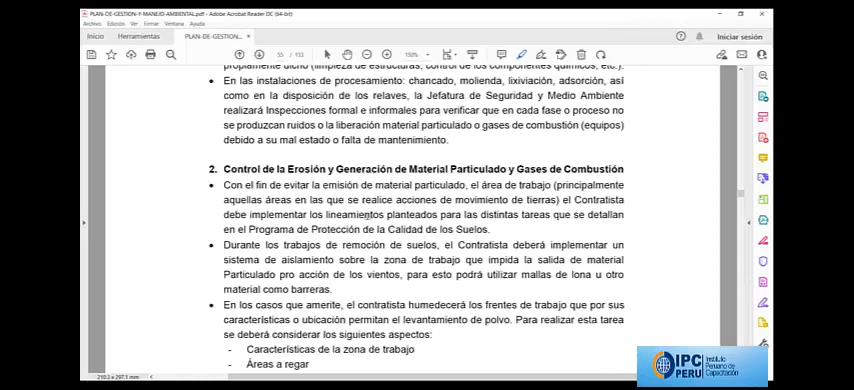 PLAN-DE-GESTION-Y-MANEJO-AMBIENTAL.pdf - Adobe Acrobat Reader DC (64-bit)
Archivo Edición Ver Firmar Ventana Ayuda
Inicio Herramientas PLAN-DE-GESTION... × Iniciar sesión
55 / 133 150%
propiamente dicho (limpieza de estructuras, control de los componentes químicos, etc.).
• En las instalaciones de procesamiento: chancado, molienda, lixiviación, adsorción, así
como en la disposición de los relaves, la Jefatura de Seguridad y Medio Ambiente
realizará Inspecciones formal e informales para verificar que en cada fase o proceso no
se produzcan ruidos o la liberación material particulado o gases de combustión (equipos)
debido a su mal estado o falta de mantenimiento.
2. Control de la Erosión y Generación de Material Particulado y Gases de Combustión
• Con el fin de evitar la emisión de material particulado, el área de trabajo (principalmente
aquellas áreas en las que se realice acciones de movimiento de tierras) el Contratista
debe implementar los lineamientos planteados para las distintas tareas que se detallan
en el Programa de Protección de la Calidad de los Suelos.
• Durante los trabajos de remoción de suelos, el Contratista deberá implementar un
sistema de aislamiento sobre la zona de trabajo que impida la salida de material
Particulado pro acción de los vientos, para esto podrá utilizar mallas de lona u otro
material como barreras.
• En los casos que amerite, el contratista humedecerá los frentes de trabajo que por sus
características o ubicación permitan el levantamiento de polvo. Para realizar esta tarea
se deberá considerar los siguientes aspectos:
- Características de la zona de trabajo
- Áreas a regar
210.3 x 297.1 mm
IPC PERU Instituto Peruano de Capacitación